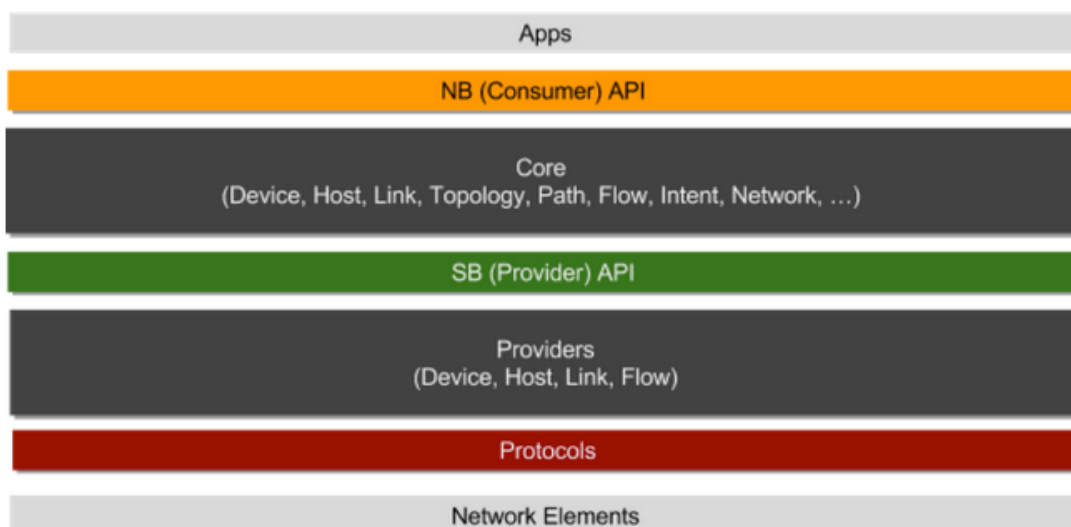 Apps
NB (Consumer) API
Core
(Device, Host, Link, Topology, Path, Flow, Intent, Network, …)
SB (Provider) API
Providers
(Device, Host, Link, Flow)
Protocols
Network Elements